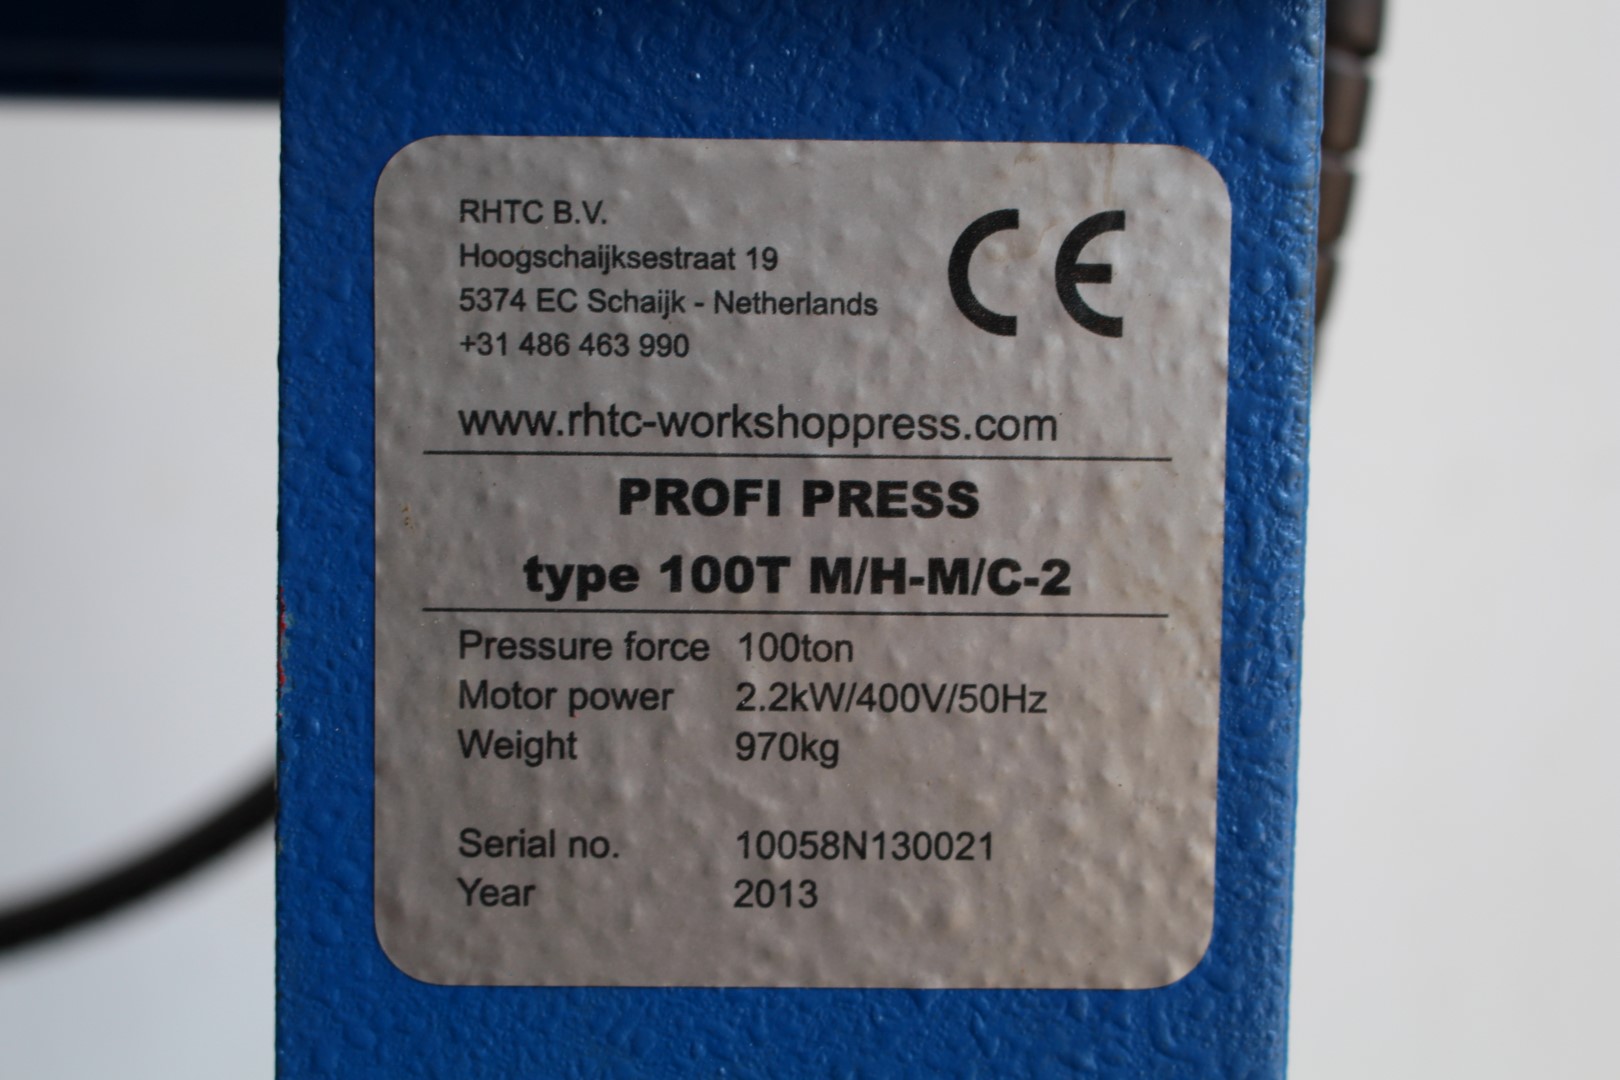 RHTC B.V.
Hoogschaijksestraat 19
5374 EC Schaijk - Netherlands
+31 486 463 990
CE
www.rhtc-workshoppress.com
PROFI PRESS
type 100T M/H-M/C-2
Pressure force 100ton
Motor power 2.2kW/400V/50Hz
Weight 970kg
Serial no. 10058N130021
Year 2013